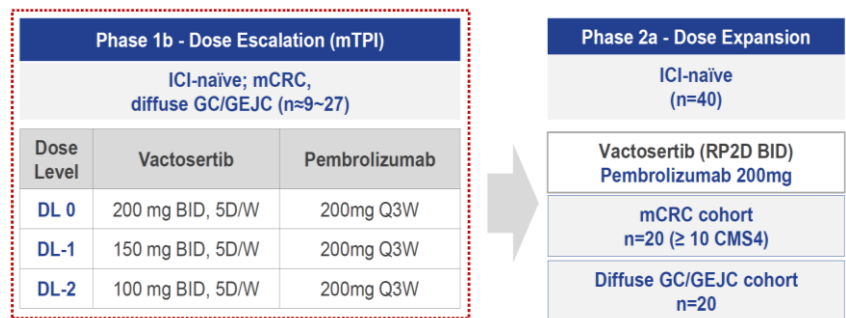 Phase 1b - Dose Escalation (mTPI)
ICI-naïve; mCRC,
diffuse GC/GEJC (n≈9~27)
Dose
Level
Vactosertib
Pembrolizumab
DL 0
200 mg BID, 5D/W
200mg Q3W
DL-1
150 mg BID, 5D/W
200mg Q3W
DL-2
100 mg BID, 5D/W
200mg Q3W
Phase 2a - Dose Expansion
ICI-naïve
(n=40)
Vactosertib (RP2D BID)
Pembrolizumab 200mg
mCRC cohort
n=20 (≥ 10 CMS4)
Diffuse GC/GEJC cohort
n=20